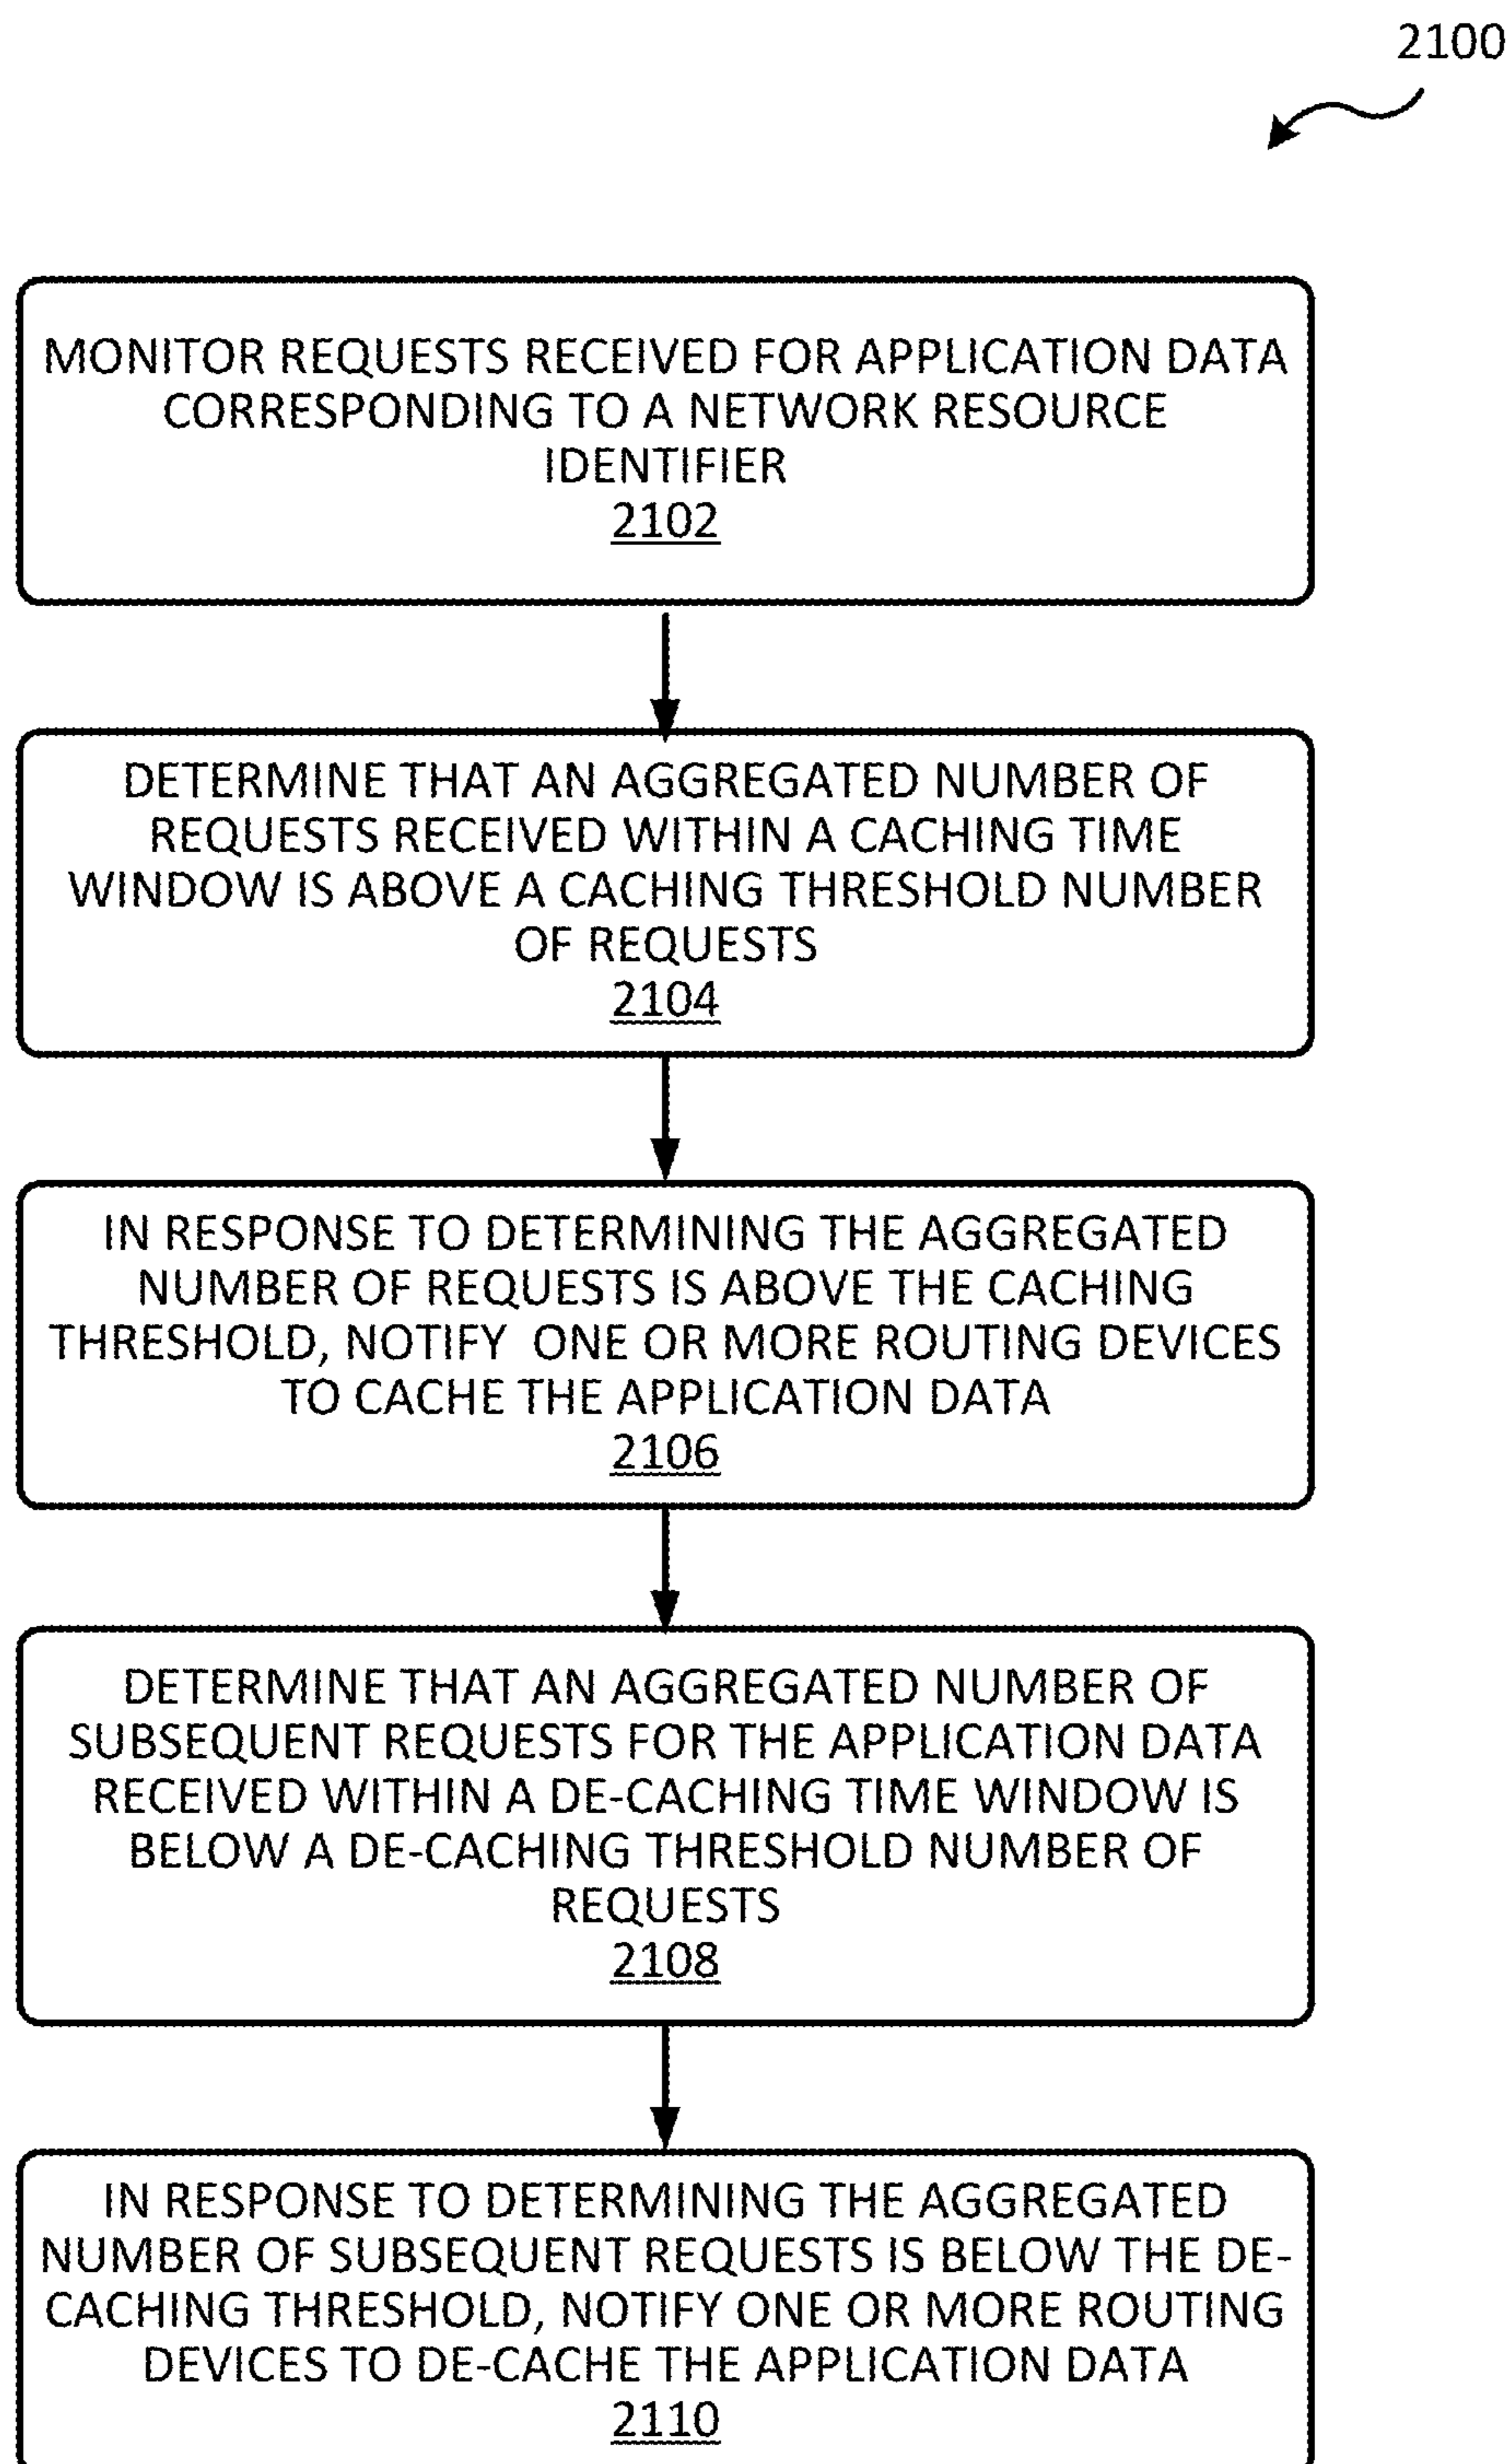 2100
MONITOR REQUESTS RECEIVED FOR APPLICATION DATA
CORRESPONDING TO A NETWORK RESOURCE
IDENTIFIER
2102
DETERMINE THAT AN AGGREGATED NUMBER OF
REQUESTS RECEIVED WITHIN A CACHING TIME
WINDOW IS ABOVE A CACHING THRESHOLD NUMBER
OF REQUESTS
2104
IN RESPONSE TO DETERMINING THE AGGREGATED
NUMBER OF REQUESTS IS ABOVE THE CACHING
THRESHOLD, NOTIFY ONE OR MORE ROUTING DEVICES
TO CACHE THE APPLICATION DATA
2106
DETERMINE THAT AN AGGREGATED NUMBER OF
SUBSEQUENT REQUESTS FOR THE APPLICATION DATA
RECEIVED WITHIN A DE-CACHING TIME WINDOW IS
BELOW A DE-CACHING THRESHOLD NUMBER OF
REQUESTS
2108
IN RESPONSE TO DETERMINING THE AGGREGATED
NUMBER OF SUBSEQUENT REQUESTS IS BELOW THE DE-
CACHING THRESHOLD, NOTIFY ONE OR MORE ROUTING
DEVICES TO DE-CACHE THE APPLICATION DATA
2110